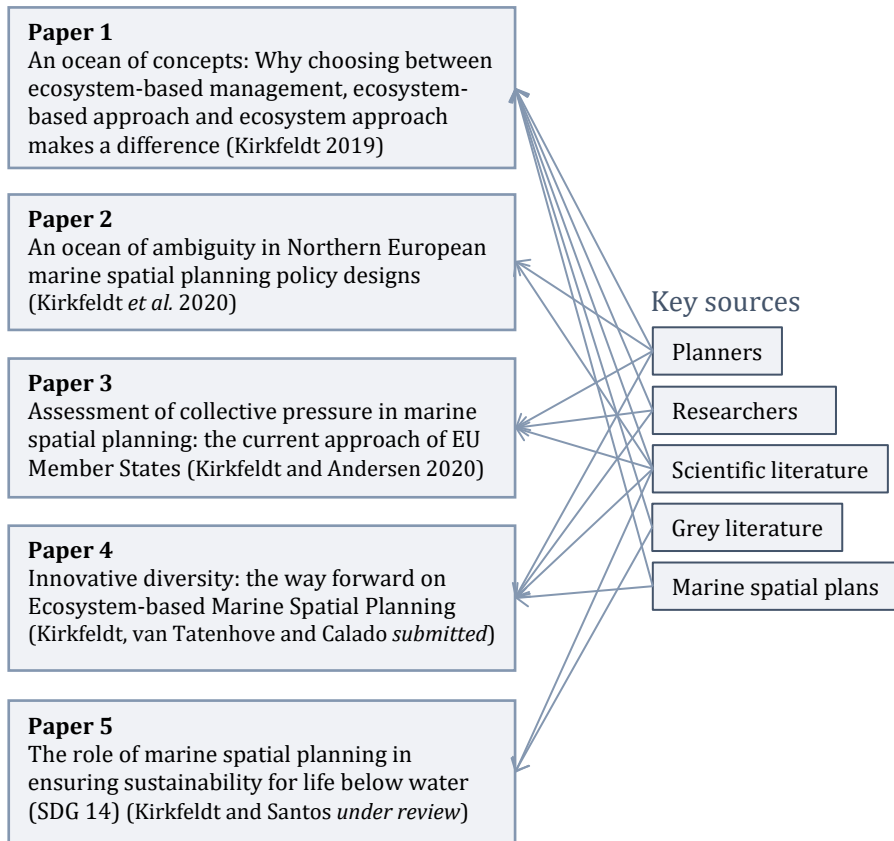 Paper 1
An ocean of concepts: Why choosing between
ecosystem-based management, ecosystem-
based approach and ecosystem approach
makes a difference (Kirkfeldt 2019)
Paper 2
An ocean of ambiguity in Northern European
marine spatial planning policy designs
(Kirkfeldt et al. 2020)
Paper 3
Assessment of collective pressure in marine
spatial planning: the current approach of EU
Member States (Kirkfeldt and Andersen 2020)
Paper 4
Innovative diversity: the way forward on
Ecosystem-based Marine Spatial Planning
(Kirkfeldt, van Tatenhove and Calado submitted)
Paper 5
The role of marine spatial planning in
ensuring sustainability for life below water
(SDG 14) (Kirkfeldt and Santos under review)
Key sources
Planners
Researchers
Scientific literature
Grey literature
Marine spatial plans